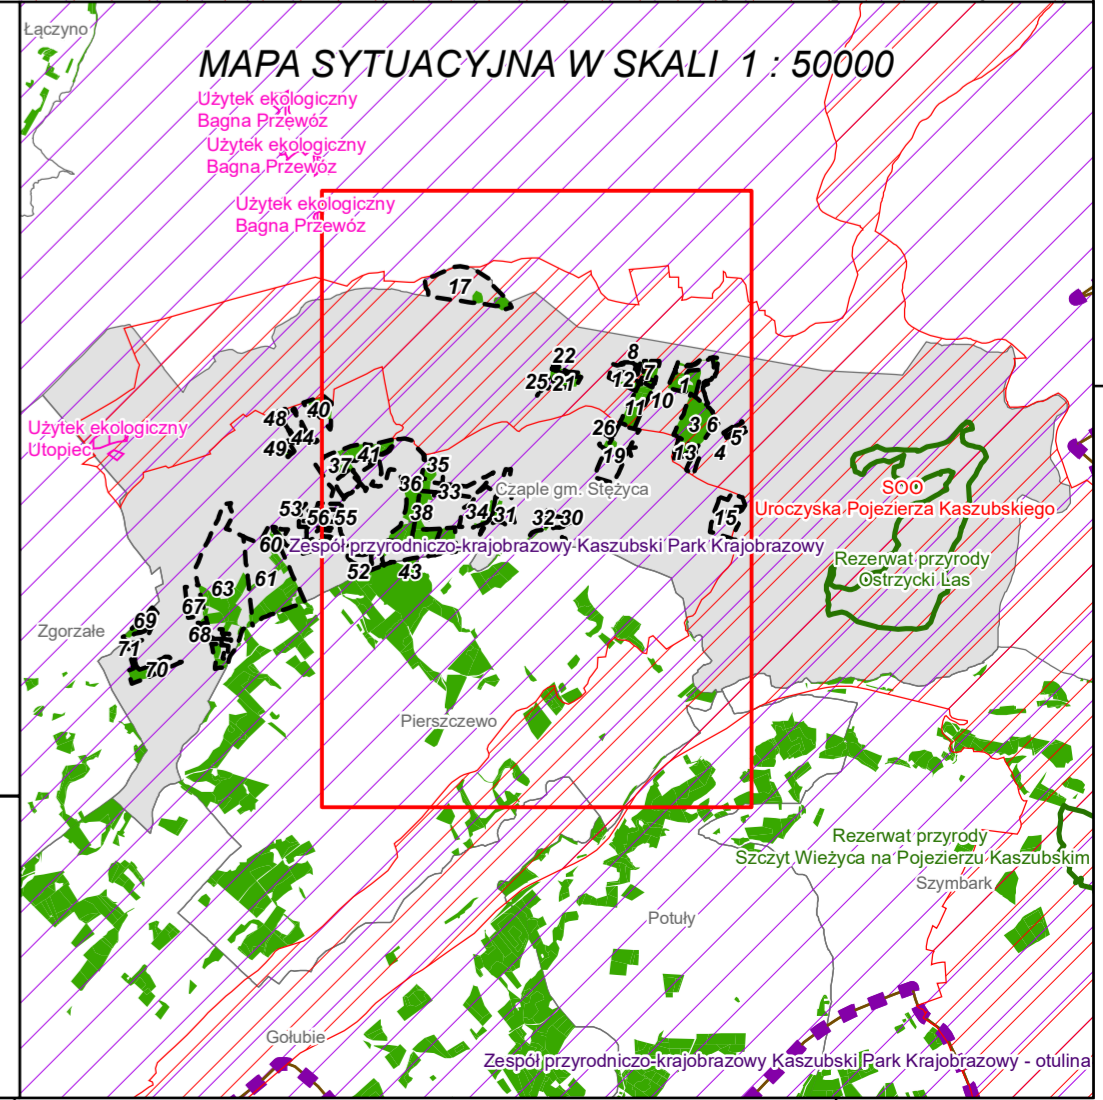 Łączyno
MAPA SYTUACYJNA W SKALI 1 : 50000
Użytek ekologiczny
Bagna Przewóz
Użytek ekologiczny
Bagna Przewóz
Użytek ekologiczny
Bagna Przewóz
17
8
22
7
12
25
21
1
10
11
40
48
26
3
6
5
Użytek ekologiczny
Utopiec
44
49
19
13
4
41
37
35
36
33
Czaple gm. Stężyca
SOO
Uroczyska Pojezierza Kaszubskiego
53
56
55
38
34
31
32
30
15
60
Zespół przyrodniczo-krajobrazowy Kaszubski Park Krajobrazowy
Rezerwat przyrody
Ostrzycki Las
52
43
61
63
67
69
68
Zgorzałe
71
70
Pierszczewo
Rezerwat przyrody
Szczyt Wieżyca na Pojezierzu Kaszubskim
Szymbark
Potuły
Gołubie
Zespół przyrodniczo-krajobrazowy Kaszubski Park Krajobrazowy - otulina